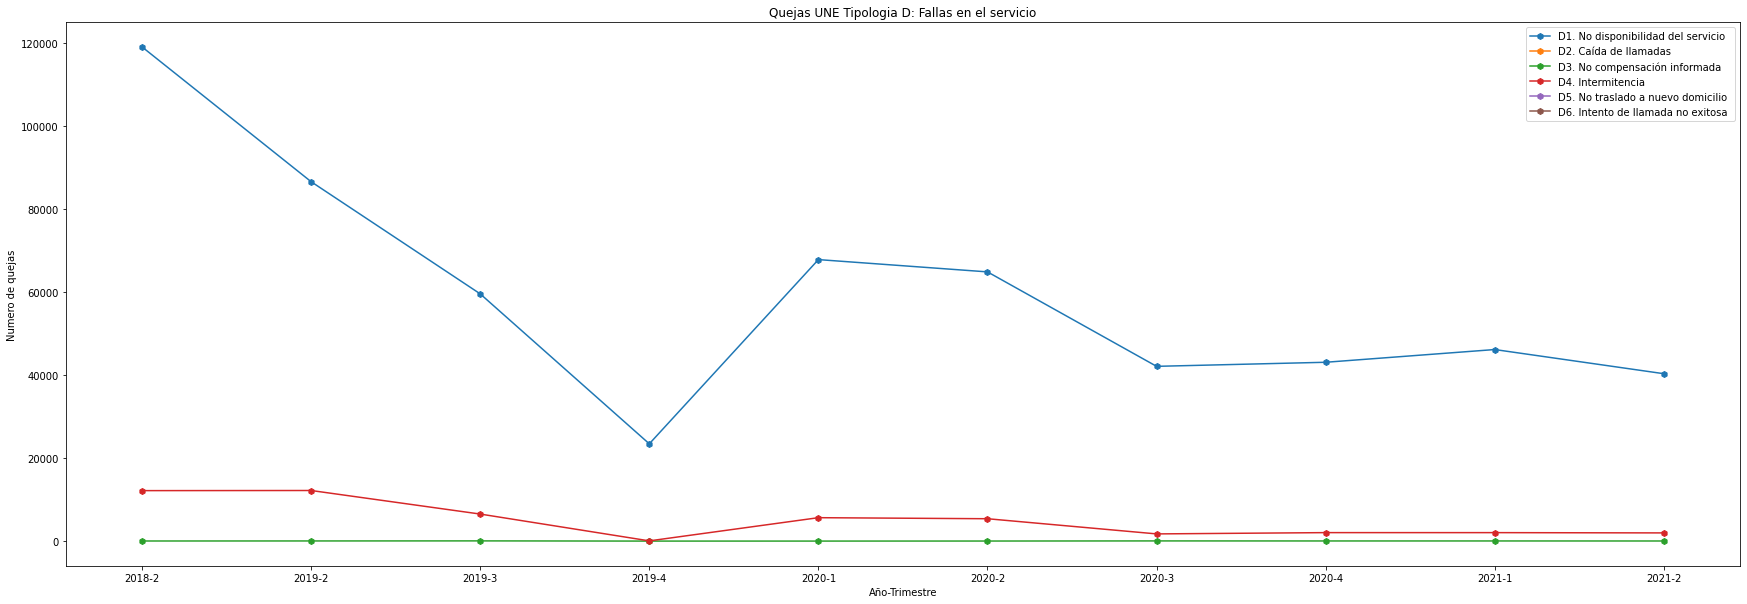 Quejas UNE Tipologia D: Fallas en el servicio
D1. No disponibilidad del servicio
D2. Caída de llamadas
D3. No compensación informada
D4. Intermitencia
D5. No traslado a nuevo domicilio
D6. Intento de llamada no exitosa
Numero de quejas
120000
100000
80000
60000
40000
20000
0
2018-2 2019-2 2019-3 2019-4 2020-1 2020-2 2020-3 2020-4 2021-1 2021-2
Año-Trimestre